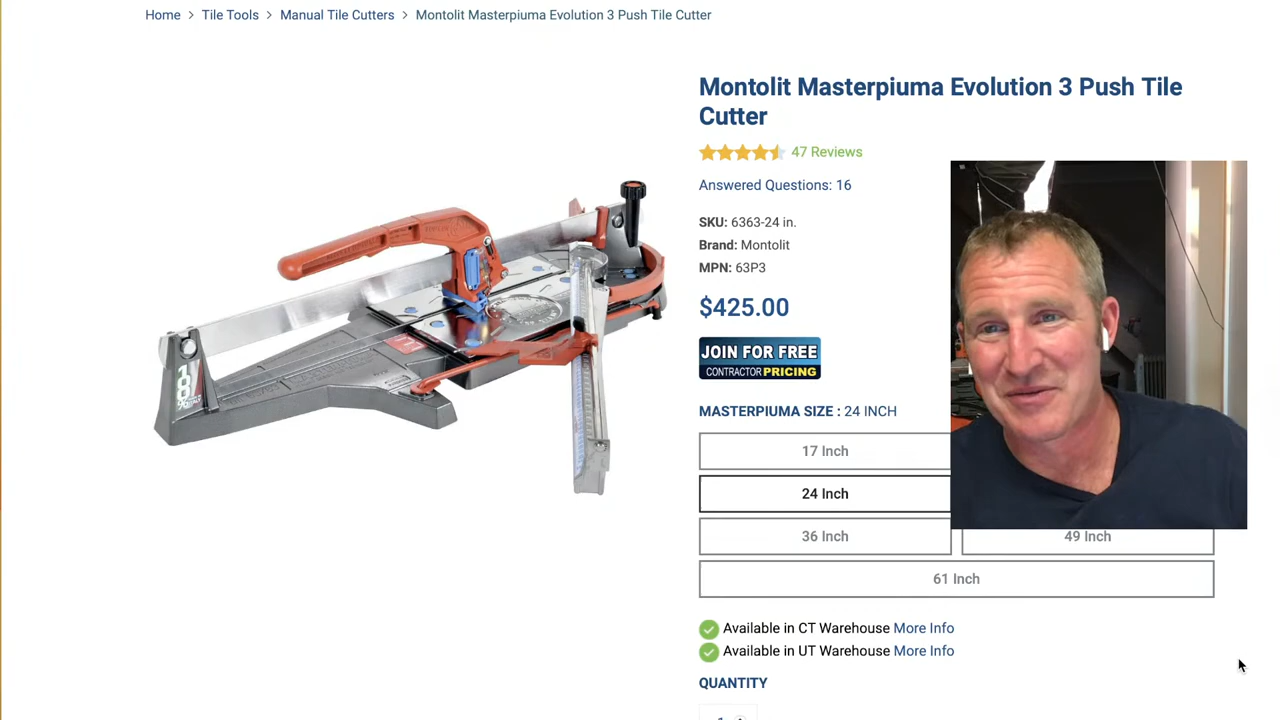 Home > Tile Tools > Manual Tile Cutters > Montolit Masterpiuma Evolution 3 Push Tile Cutter
Montolit Masterpiuma Evolution 3 Push Tile
Cutter
47 Reviews
Answered Questions: 16
SKU: 6363-24 in.
Brand: Montolit
MPN: 63P3
$425.00
JOIN FOR FREE
CONTRACTOR PRICING
MASTERPIUMA SIZE : 24 INCH
17 Inch
24 Inch
36 Inch
49 Inch
61 Inch
Available in CT Warehouse More Info
Available in UT Warehouse More Info
QUANTITY